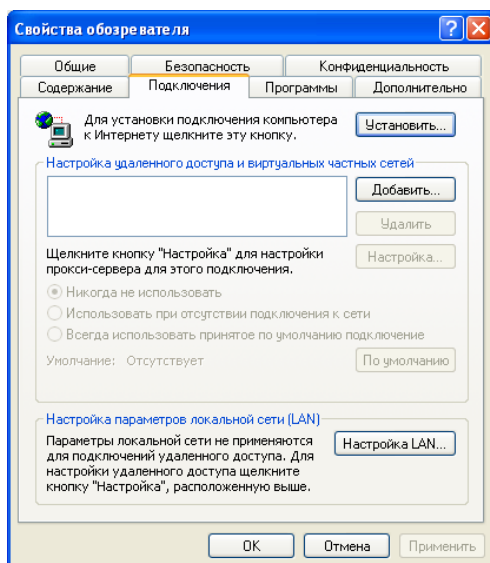 Свойства обозревателя
Общие Безопасность Конфиденциальность
Содержание Подключения Программы Дополнительно
Для установки подключения компьютера
к Интернету щелкните эту кнопку.
Установить...
Настройка удаленного доступа и виртуальных частных сетей
Добавить...
Удалить
Щелкните кнопку "Настройка" для настройки
прокси-сервера для этого подключения.
Настройка...
Никогда не использовать
Использовать при отсутствии подключения к сети
Всегда использовать принятое по умолчанию подключение
Умолчание: Отсутствует
По умолчанию
Настройка параметров локальной сети (LAN)
Параметры локальной сети не применяются
для подключений удаленного доступа. Для
настройки удаленного доступа щелкните
кнопку "Настройка", расположенную выше.
Настройка LAN...
OK Отмена Применить